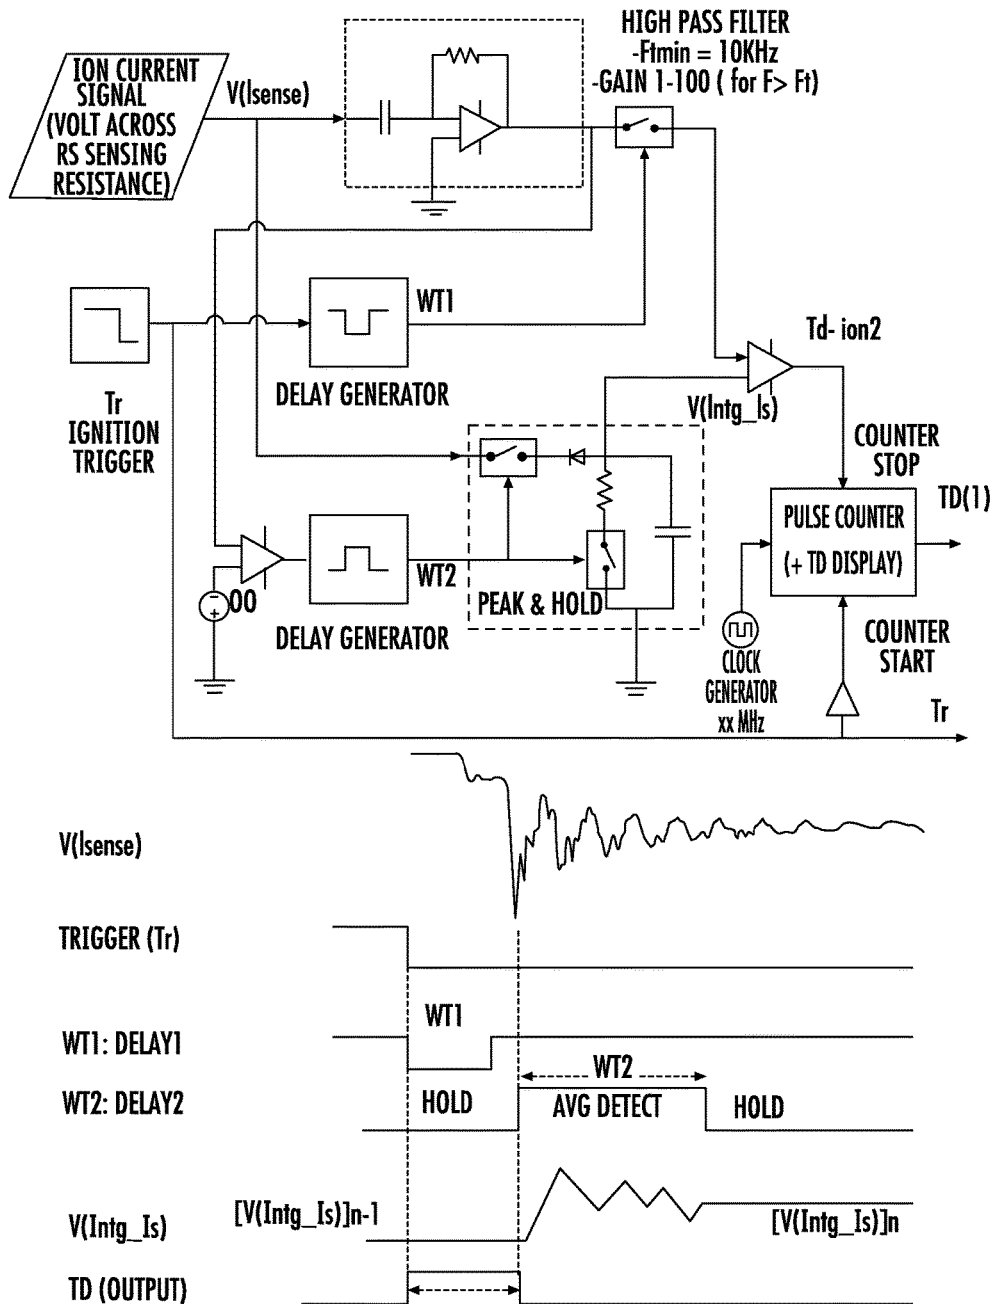 HIGH PASS FILTER
-Ftmin = 10KHz
-GAIN 1-100 ( for F> Ft)
ION CURRENT
SIGNAL
(VOLT ACROSS
RS SENSING
RESISTANCE)
V(Isense)
WT1
DELAY GENERATOR
Tr
IGNITION
TRIGGER
Td- ion2
V(Intg_Is)
COUNTER
STOP
TD(1)
PULSE COUNTER
(+ TD DISPLAY)
00
WT2
DELAY GENERATOR
PEAK & HOLD
COUNTER
START
CLOCK
GENERATOR
xx MHz
Tr
V(Isense)
TRIGGER (Tr)
WT1
WT1: DELAY1
WT2
WT2: DELAY2
HOLD
AVG DETECT
HOLD
V(Intg_Is)
[V(Intg_Is)]n-1
[V(Intg_Is)]n
TD (OUTPUT)